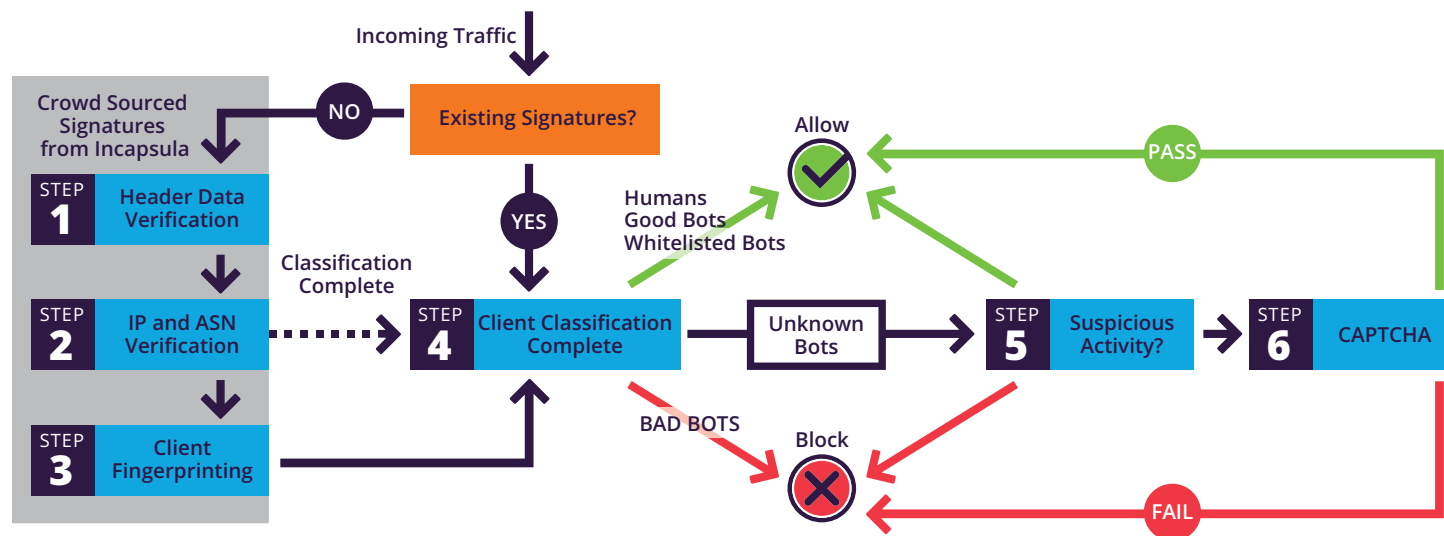 Incoming Traffic
NO
Existing Signatures?
Crowd Sourced
Signatures
from Incapsula
STEP
1
Header Data
Verification
STEP
2
IP and ASN
Verification
STEP
3
Client
Fingerprinting
Classification
Complete
YES
STEP
4
Client Classification
Complete
Humans
Good Bots
Whitelisted Bots
Allow
BAD BOTS
Block
Unknown
Bots
STEP
5
Suspicious
Activity?
STEP
6
CAPTCHA
PASS
FAIL